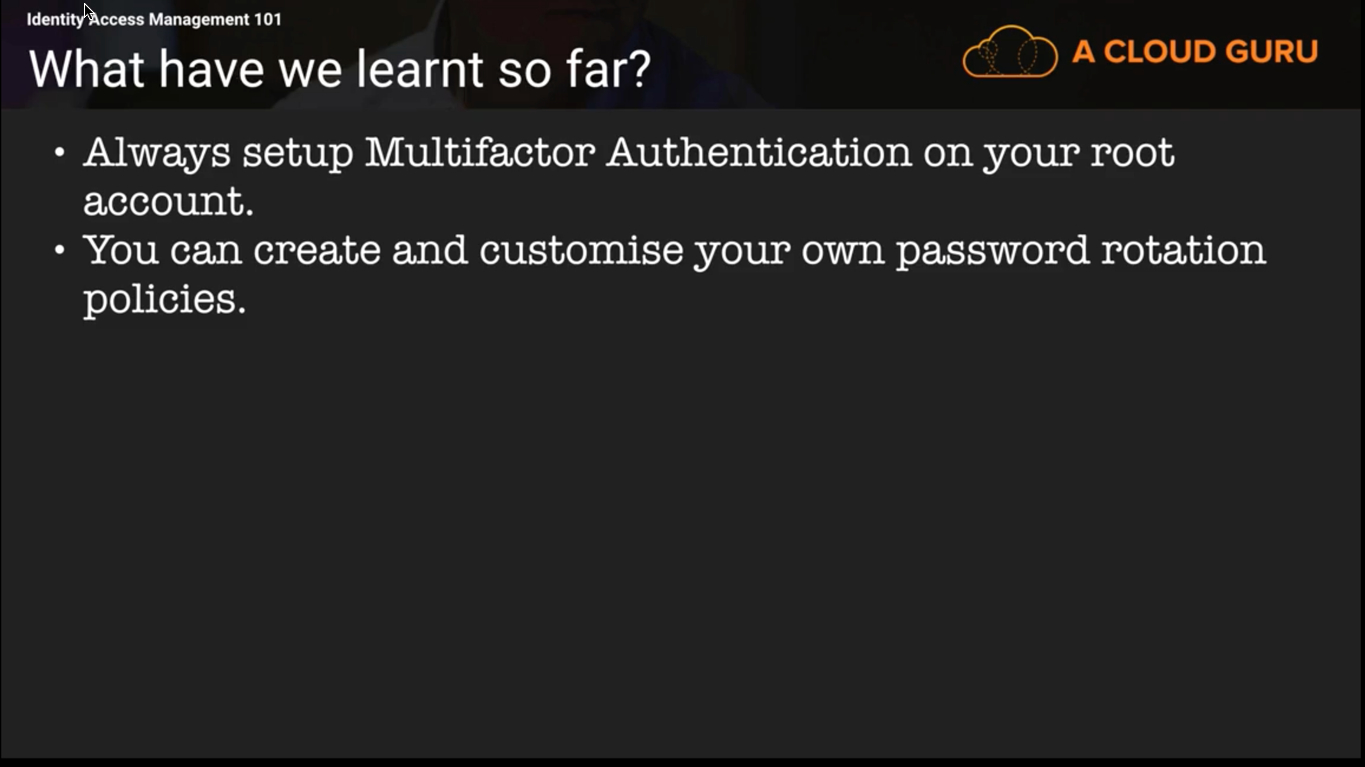 Identity Access Management 101
What have we learnt so far?
A CLOUD GURU
• Always setup Multifactor Authentication on your root
account.
• You can create and customise your own password rotation
policies.